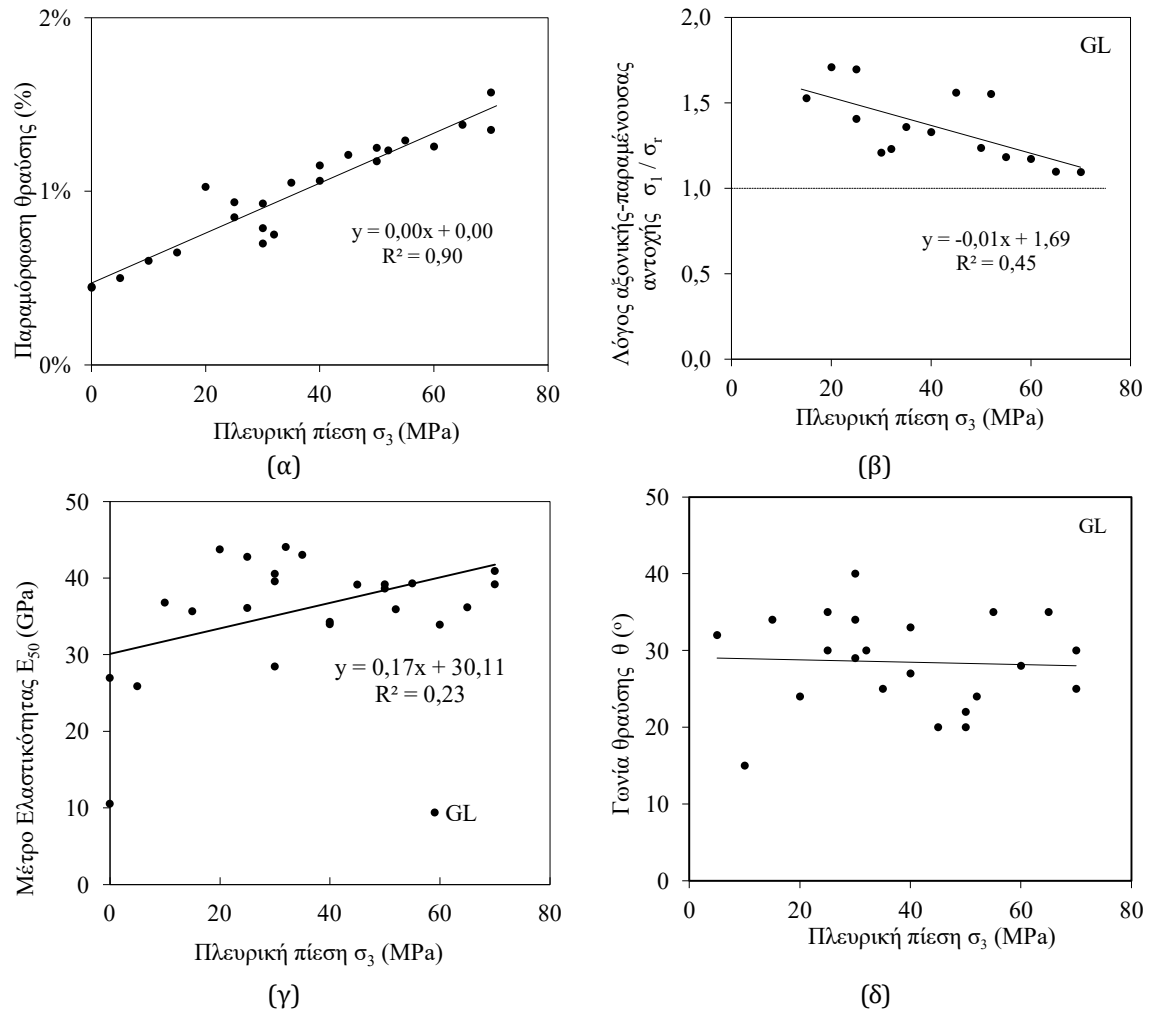 2%
1%
0%
0
20
40
60
80
Παραμόρφωση θραύσης (%)
y = 0,00x + 0,00
R² = 0,90
Πλευρική πίεση σ₃ (MPa)
(α)
2,0
1,5
1,0
0,5
0,0
0
20
40
60
80
Λόγος αξονικής-παραμένουσας
αντοχής σ₁ / σᵣ
GL
y = -0,01x + 1,69
R² = 0,45
Πλευρική πίεση σ₃ (MPa)
(β)
50
40
30
20
10
0
0
20
40
60
80
Μέτρο Ελαστικότητας E₅₀ (GPa)
y = 0,17x + 30,11
R² = 0,23
GL
Πλευρική πίεση σ₃ (MPa)
(γ)
50
40
30
20
10
0
0
20
40
60
80
Γωνία θραύσης θ (º)
GL
Πλευρική πίεση σ₃ (MPa)
(δ)